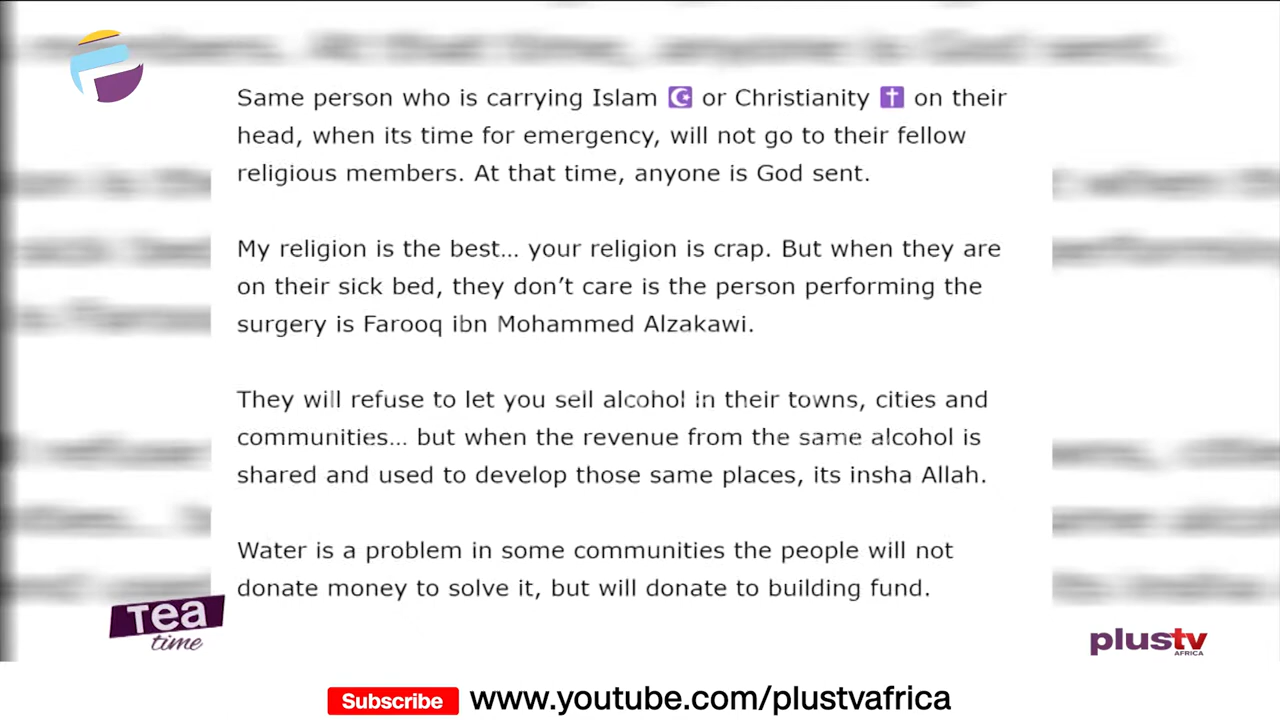 Same person who is carrying Islam ☪ or Christianity ✝ on their
head, when its time for emergency, will not go to their fellow
religious members. At that time, anyone is God sent.
My religion is the best... your religion is crap. But when they are
on their sick bed, they don't care is the person performing the
surgery is Farooq ibn Mohammed Alzakawi.
They will refuse to let you sell alcohol in their towns, cities and
communities... but when the revenue from the same alcohol is
shared and used to develop those same places, its insha Allah.
Water is a problem in some communities the people will not
donate money to solve it, but will donate to building fund.
Tea
time
plustv
AFRICA
Subscribe www.youtube.com/plustvafrica